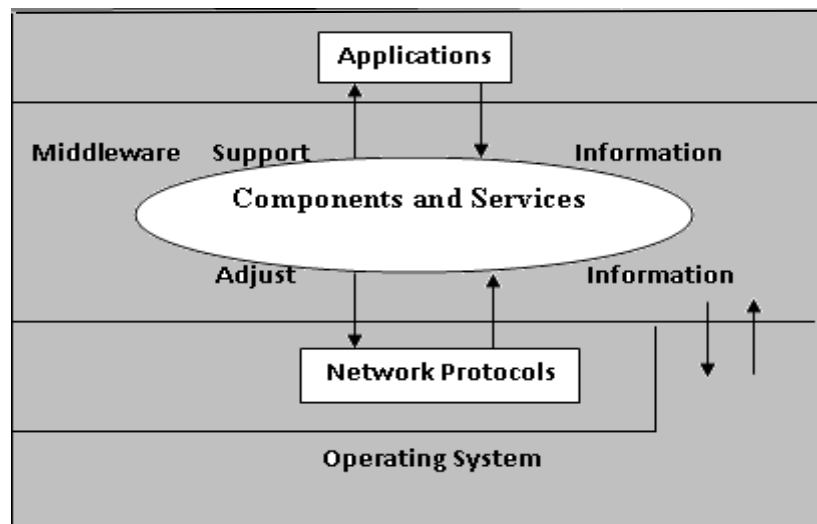 Applications
Middleware Support Information
Components and Services
Adjust Information
Network Protocols
Operating System